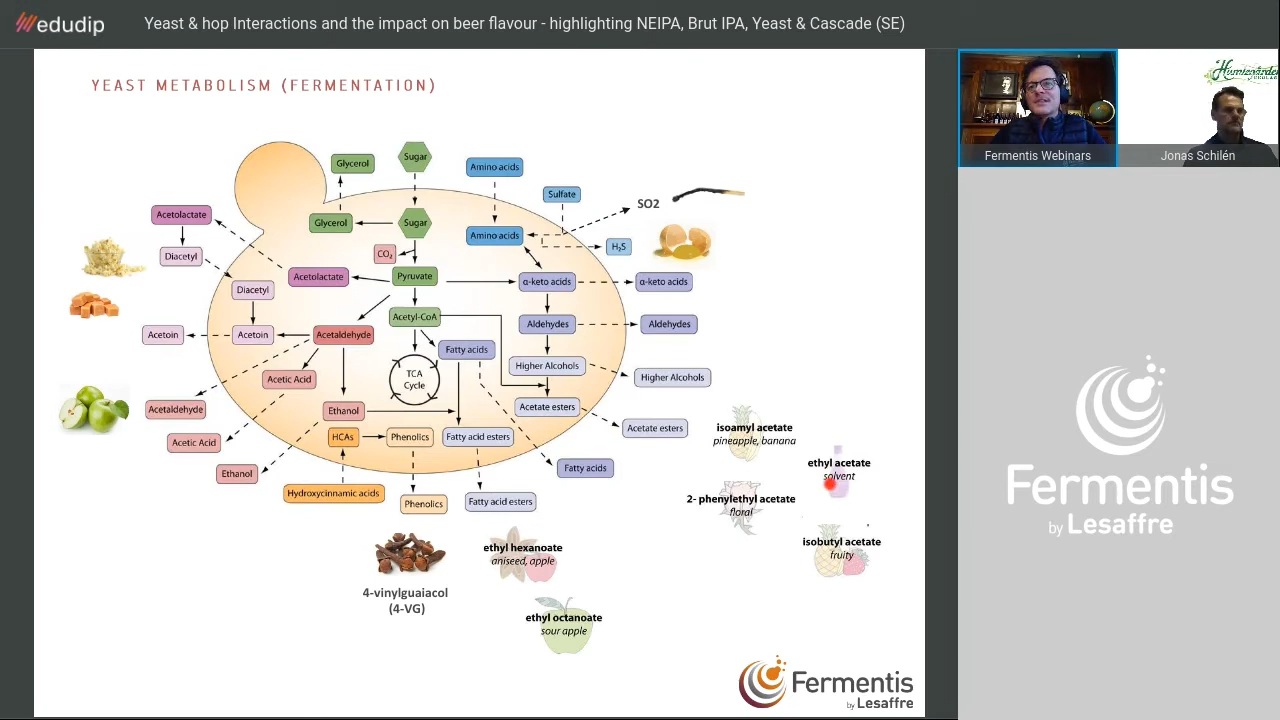 edudip
Yeast & hop Interactions and the impact on beer flavour - highlighting NEIPA, Brut IPA, Yeast & Cascade (SE)
YEAST METABOLISM (FERMENTATION)
Glycerol
Sugar
Amino acids
Sulfate
SO2
Acetolactate
Glycerol
Sugar
Amino acids
H₂S
Diacetyl
CO₂
Acetolactate
Pyruvate
α-keto acids
α-keto acids
Diacetyl
Acetyl-CoA
Aldehydes
Aldehydes
Acetoin
Acetoin
Acetaldehyde
Fatty acids
TCA
Cycle
Higher Alcohols
Higher Alcohols
Acetic Acid
Acetaldehyde
Ethanol
Acetate esters
Acetate esters
Acetic Acid
HCAs
Phenolics
Fatty acid esters
Ethanol
Fatty acids
Hydroxycinnamic acids
Phenolics
Fatty acid esters
isoamyl acetate
pineapple, banana
ethyl acetate
solvent
2- phenylethyl acetate
floral
isobutyl acetate
fruity
ethyl hexanoate
aniseed, apple
4-vinylguaiacol
(4-VG)
ethyl octanoate
sour apple
Fermentis
by Lesaffre
Fermentis Webinars
Jonas Schilén
Fermentis
by Lesaffre